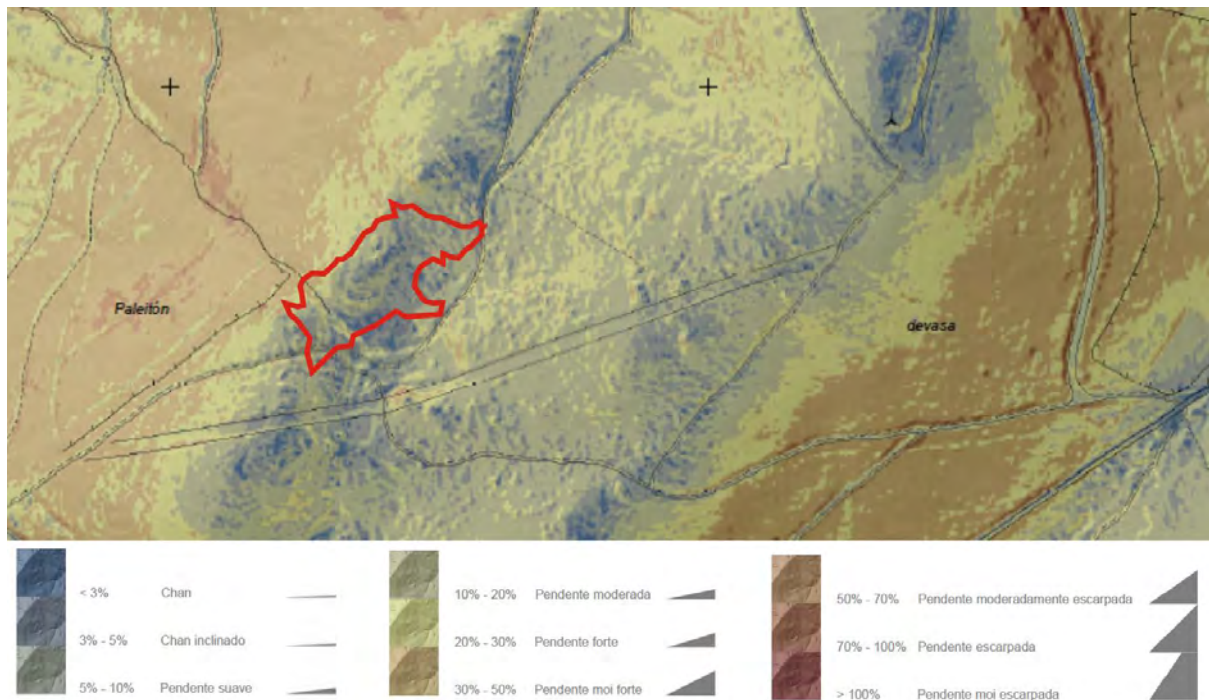 Paleitón
devasa
< 3% Chan
3% - 5% Chan inclinado
5% - 10% Pendente suave
10% - 20% Pendente moderada
20% - 30% Pendente forte
30% - 50% Pendente moi forte
50% - 70% Pendente moderadamente escarpada
70% - 100% Pendente escarpada
> 100% Pendente moi escarpada